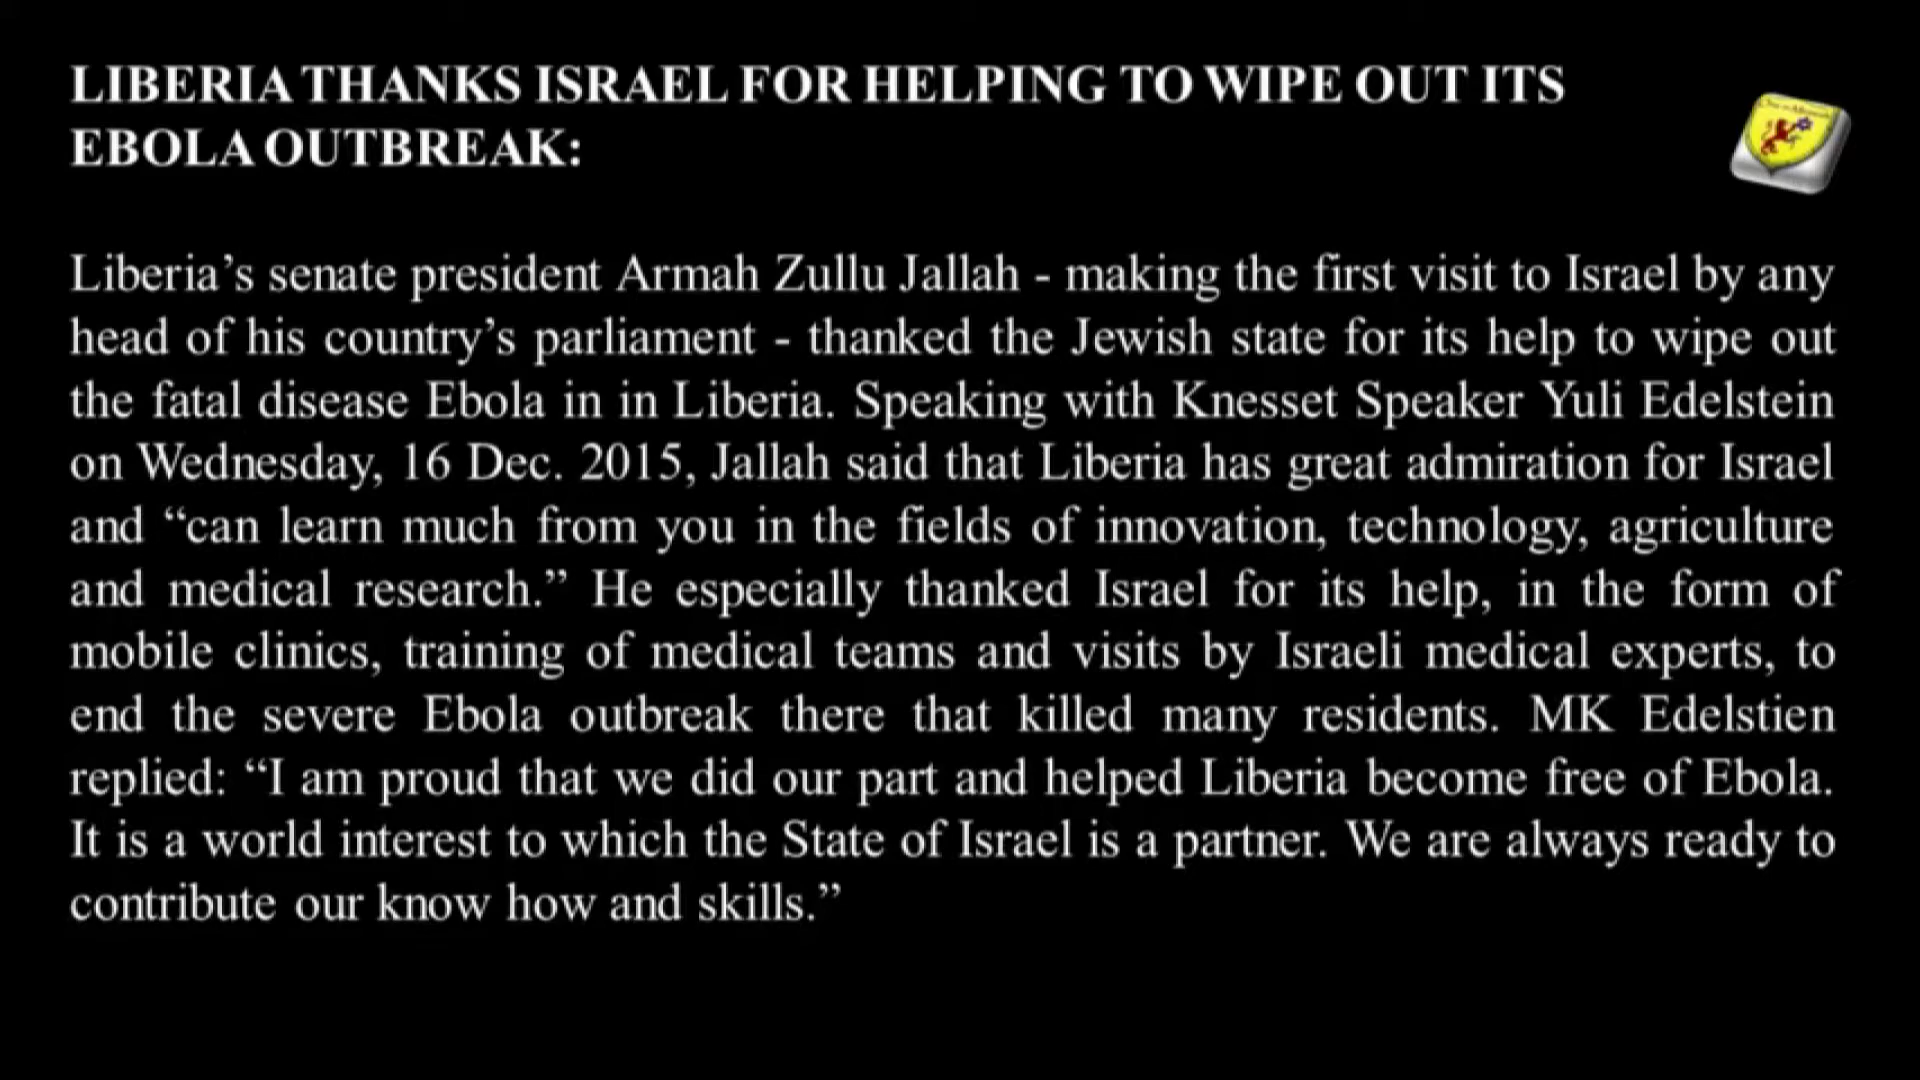 LIBERIA THANKS ISRAEL FOR HELPING TO WIPE OUT ITS
EBOLA OUTBREAK:
Liberia’s senate president Armah Zullu Jallah - making the first visit to Israel by any
head of his country’s parliament - thanked the Jewish state for its help to wipe out
the fatal disease Ebola in in Liberia. Speaking with Knesset Speaker Yuli Edelstein
on Wednesday, 16 Dec. 2015, Jallah said that Liberia has great admiration for Israel
and “can learn much from you in the fields of innovation, technology, agriculture
and medical research.” He especially thanked Israel for its help, in the form of
mobile clinics, training of medical teams and visits by Israeli medical experts, to
end the severe Ebola outbreak there that killed many residents. MK Edelstien
replied: “I am proud that we did our part and helped Liberia become free of Ebola.
It is a world interest to which the State of Israel is a partner. We are always ready to
contribute our know how and skills.”